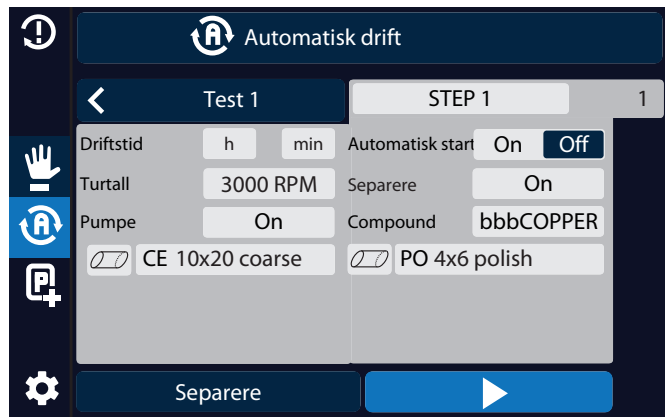 Automatisk drift
Test 1
STEP 1
1
Driftstid h min
Automatisk start On Off
Turtall 3000 RPM
Separere On
Pumpe On
Compound bbbCOPPER
CE 10x20 coarse
PO 4x6 polish
Separere